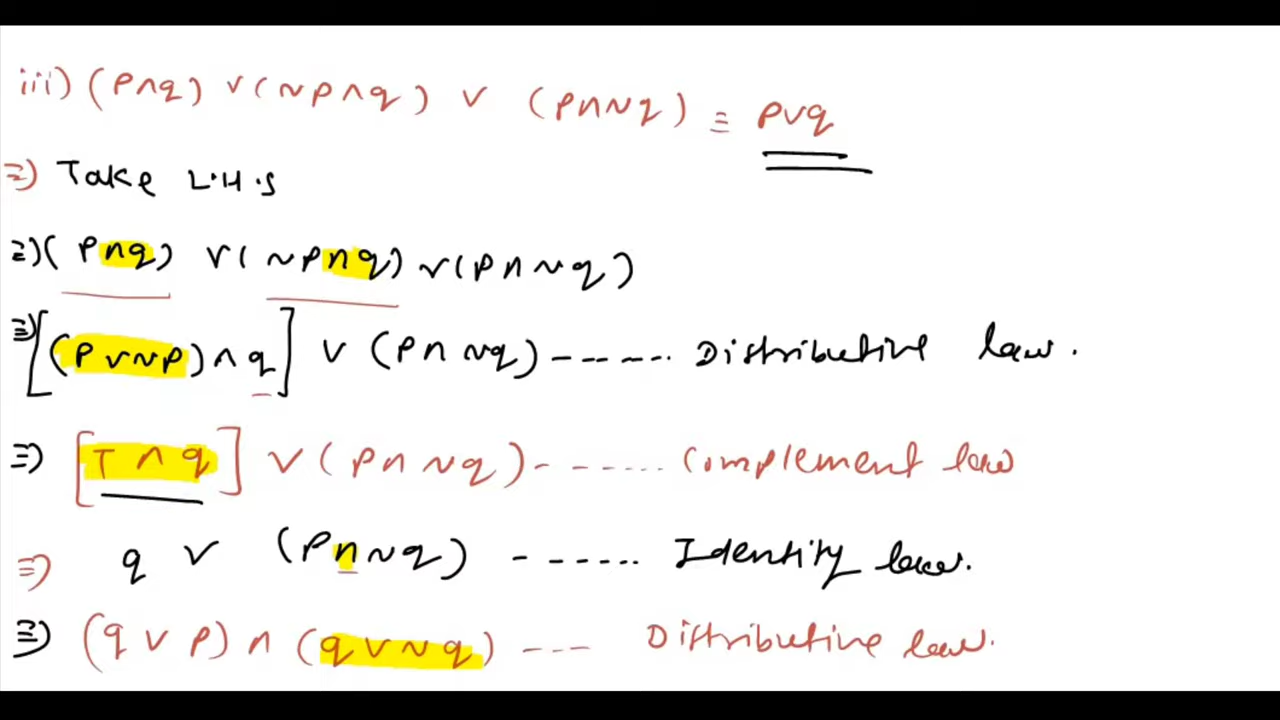 iii) (p∧q) ∨ (~p∧q) ∨ (p∧~q) ≡ p∨q
=) Take L.H.S
=) (p∧q) ∨ (~p∧q) ∨ (p∧~q)
≡) [(p∨~p)∧q] ∨ (p∧~q) ------ Distributive law.
≡) [T∧q] ∨ (p∧~q) ------ Complement law
=) q ∨ (p∧~q) ------ Identity law.
≡) (q∨p) ∧ (q∨~q) --- Distributive law.